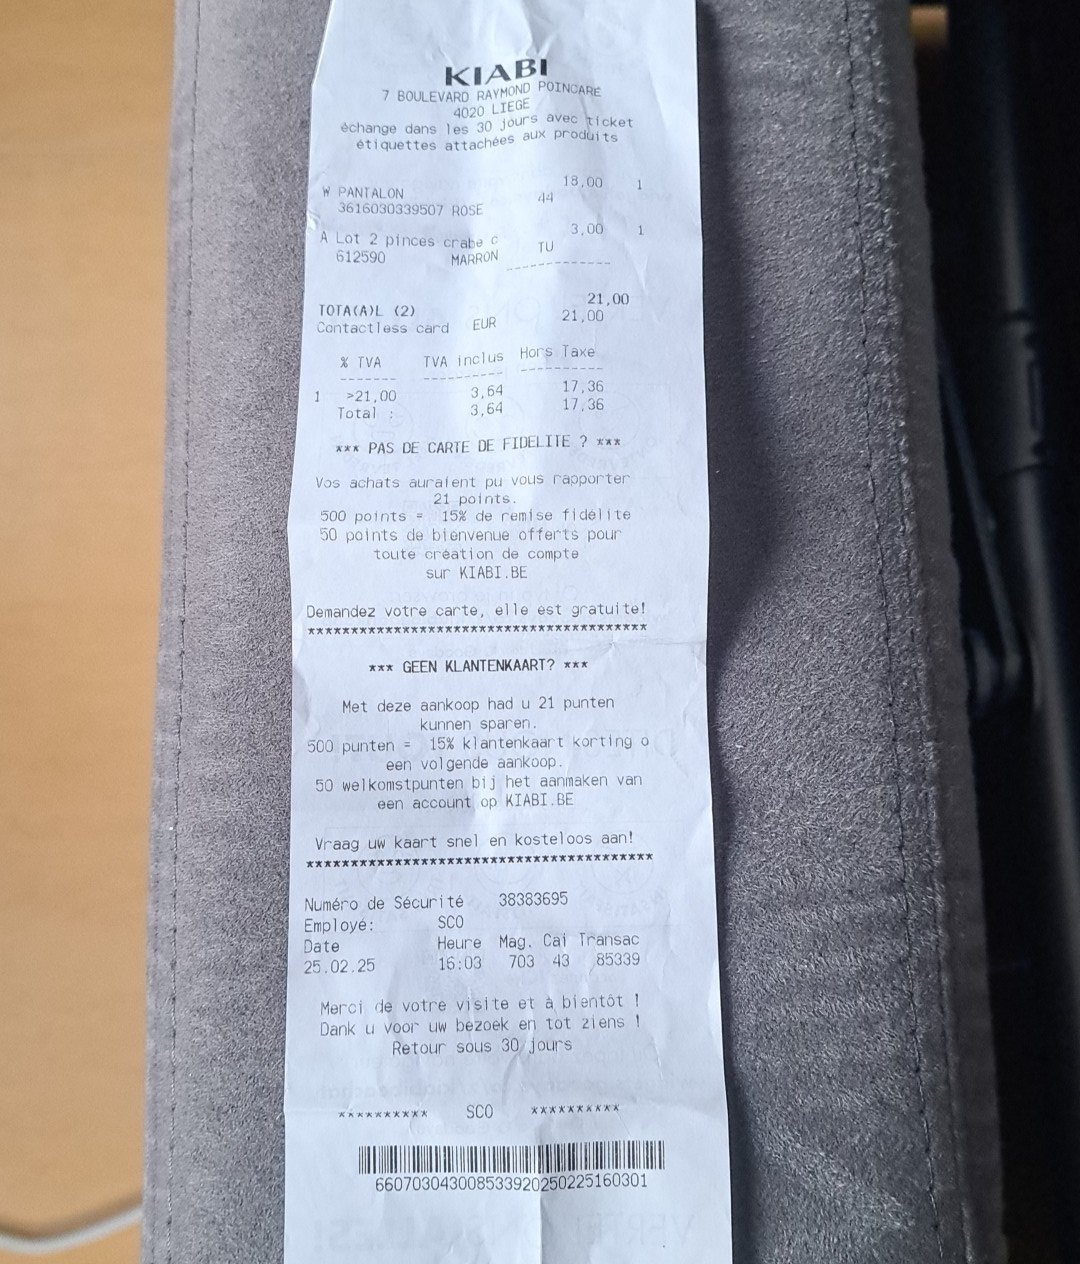 KIABI
7 BOULEVARD RAYMOND POINCARE
4020 LIEGE
échange dans les 30 jours avec ticket
étiquettes attachées aux produits
18,00 1
W PANTALON 44
3616030339507 ROSE
3,00 1
A Lot 2 pinces crabe c TU
612590 MARRON
---------------
21,00
TOTA(A)L (2)
Contactless card EUR 21,00
% TVA TVA inclus Hors Taxe
------- ---------- ----------
1 >21,00 3,64 17,36
Total : 3,64 17,36
*** PAS DE CARTE DE FIDELITE ? ***
Vos achats auraient pu vous rapporter
21 points.
500 points = 15% de remise fidélité
50 points de bienvenue offerts pour
toute création de compte
sur KIABI.BE
Demandez votre carte, elle est gratuite!
****************************************
*** GEEN KLANTENKAART? ***
Met deze aankoop had u 21 punten
kunnen sparen.
500 punten = 15% klantenkaart korting o
een volgende aankoop.
50 welkomstpunten bij het aanmaken van
een account op KIABI.BE
Vraag uw kaart snel en kosteloos aan!
****************************************
Numéro de Sécurité 38383695
Employé: SCO
Date Heure Mag. Cai Transac
25.02.25 16:03 703 43 85339
Merci de votre visite et à bientôt !
Dank u voor uw bezoek en tot ziens !
Retour sous 30 jours
********** SCO **********
660703043008533920250225160301